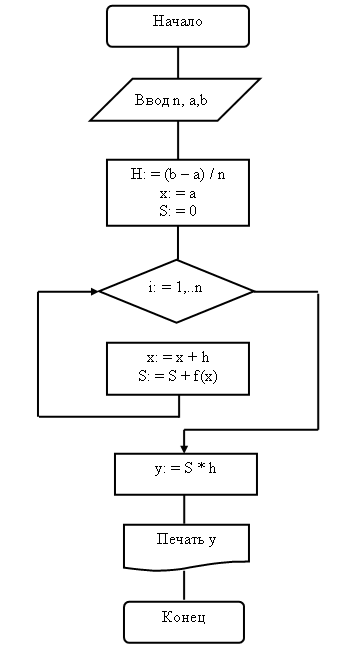 Начало
Ввод n, a,b
H: = (b – a) / n
x: = a
S: = 0
i: = 1,..n
x: = x + h
S: = S + f(x)
y: = S * h
Печать y
Конец